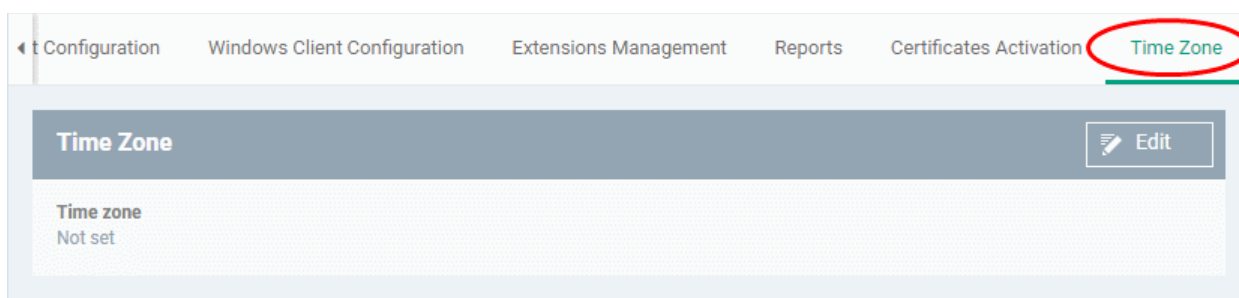 t Configuration Windows Client Configuration Extensions Management Reports Certificates Activation Time Zone
Time Zone Edit
Time zone
Not set